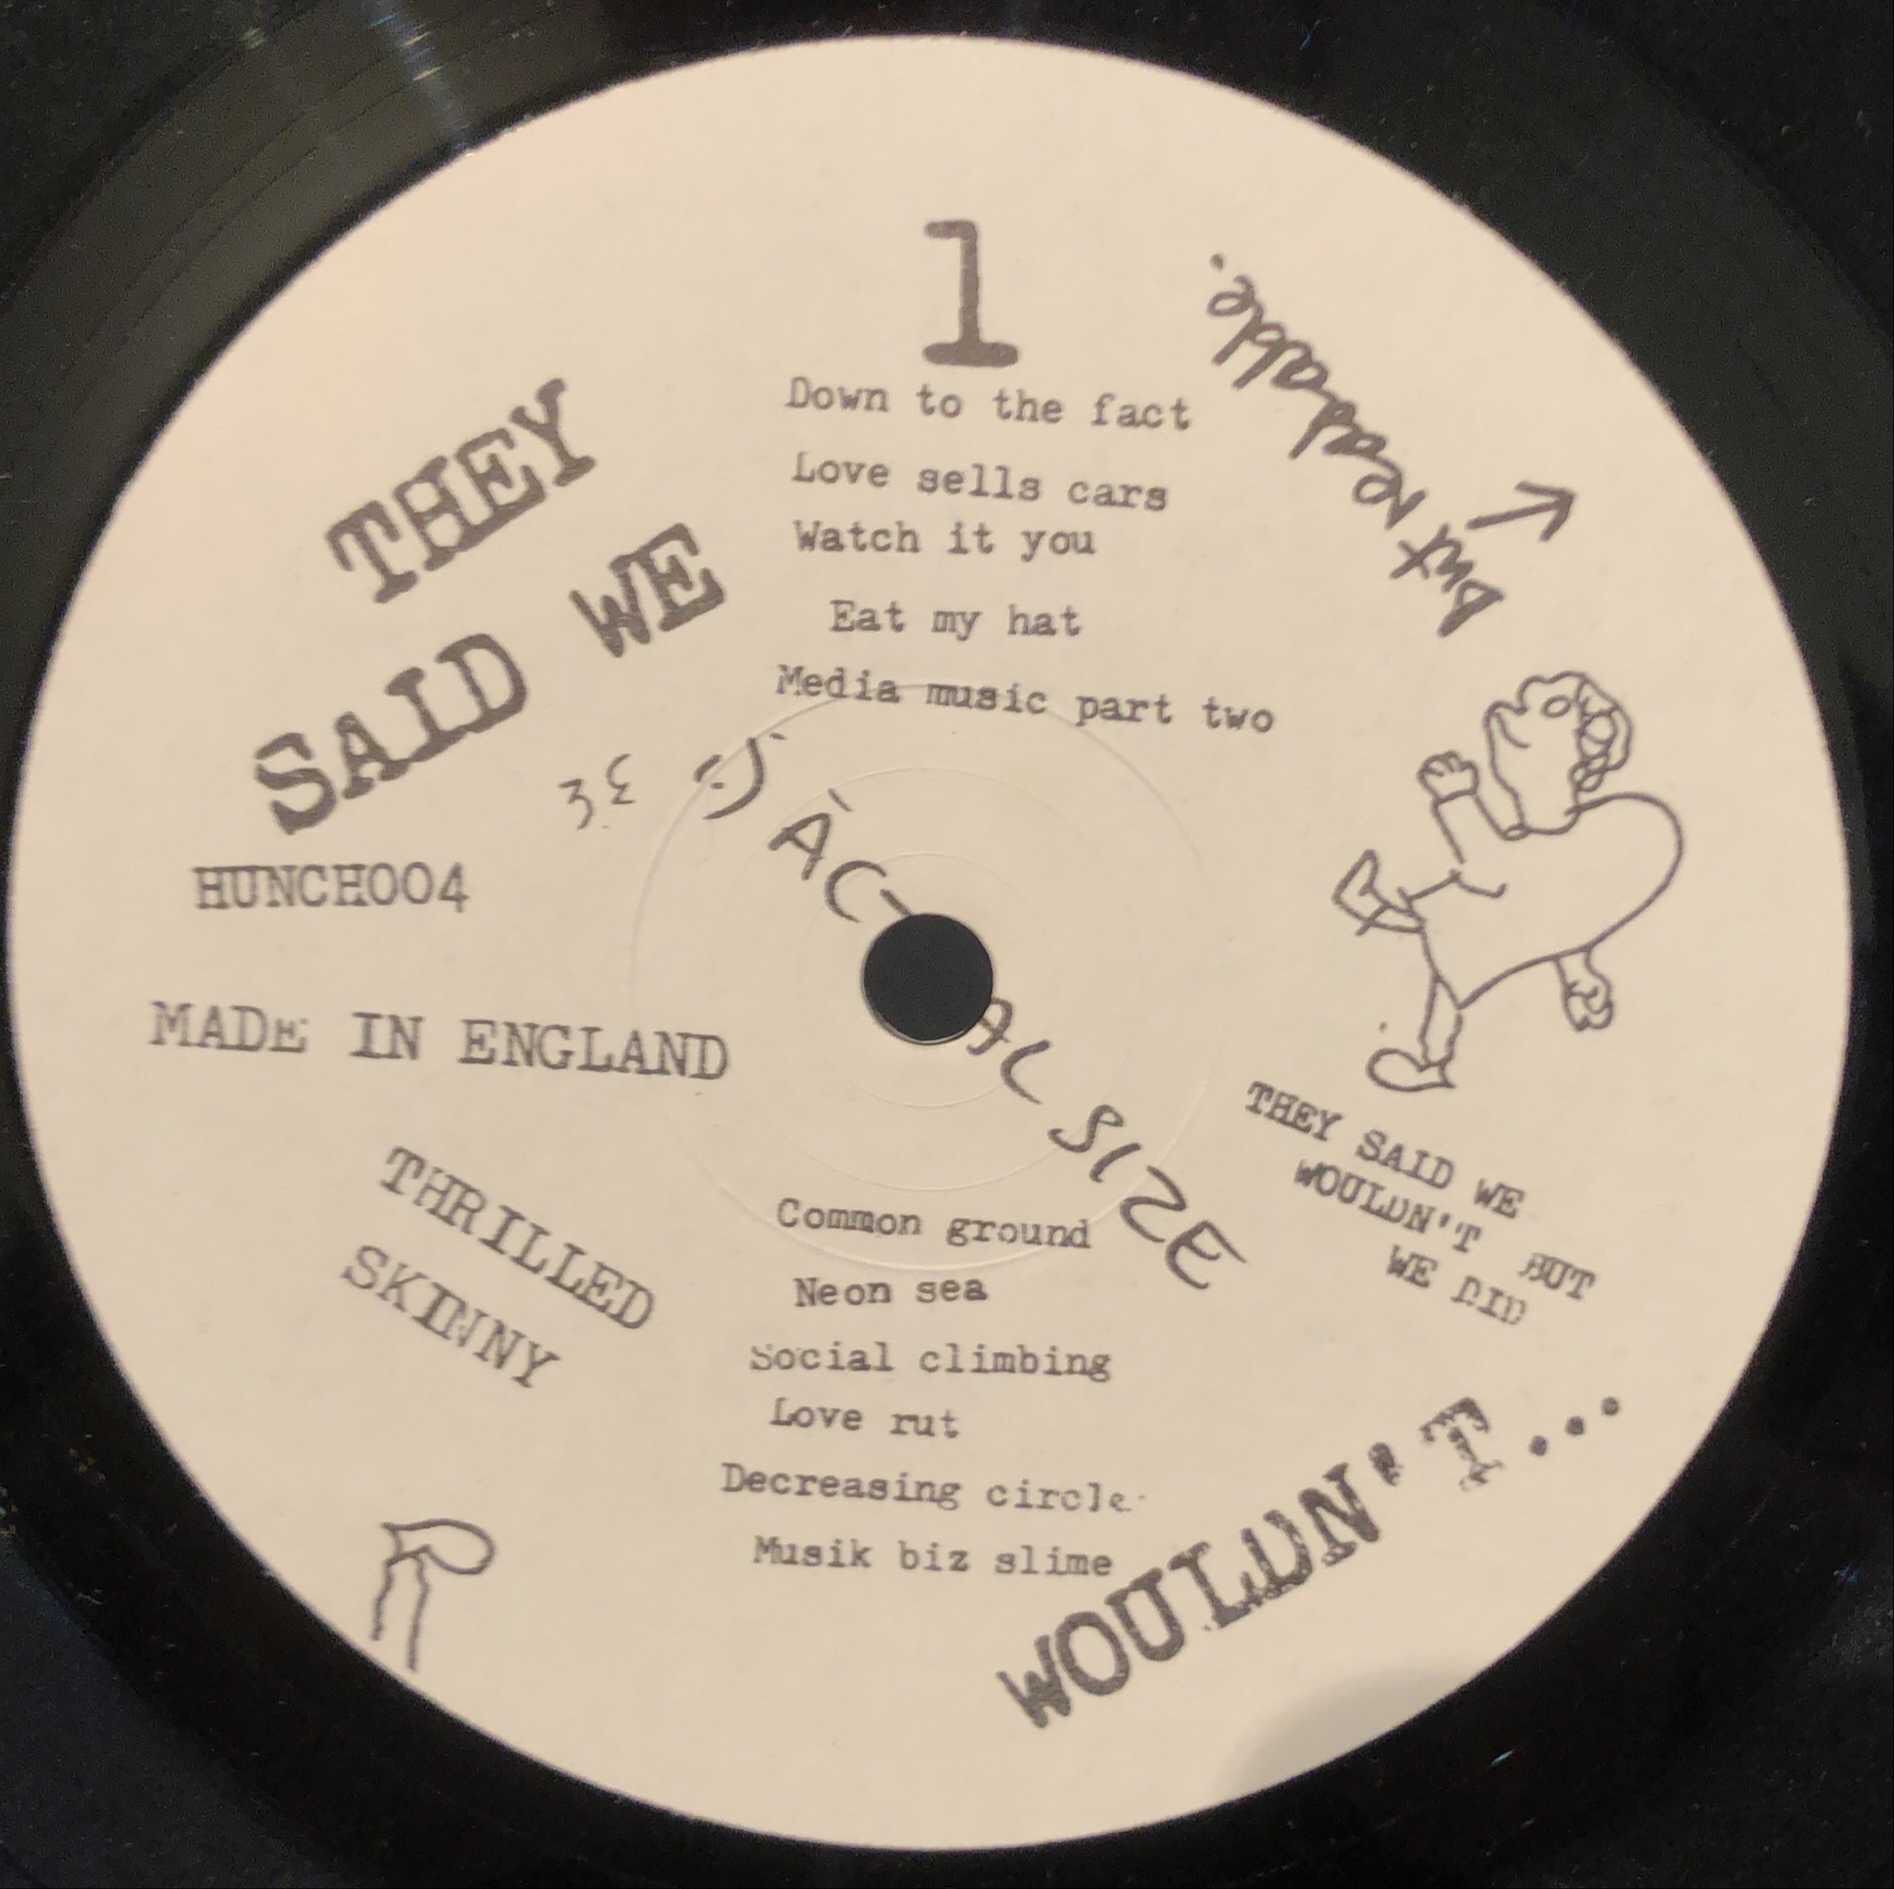 1
Down to the fact
Love sells cars
Watch it you
Eat my hat
Media music part two
but readable.
THEY
SAID WE
HUNCH004
MADE IN ENGLAND
THRILLED
SKINNY
SIZE
Common ground
Neon sea
Social climbing
Love rut
Decreasing circle
Musik biz slime
THEY SAID WE
WOULDN'T BUT
WE DID
WOULDN'T...